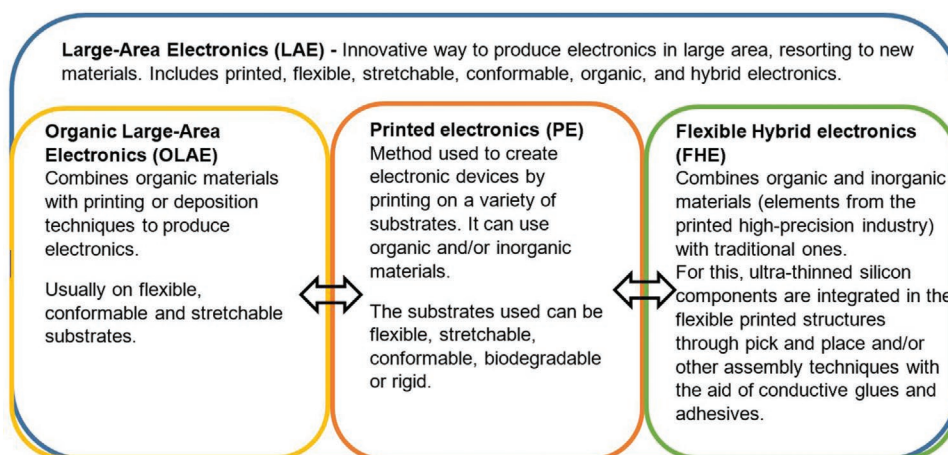 Large-Area Electronics (LAE) - Innovative way to produce electronics in large area, resorting to new
materials. Includes printed, flexible, stretchable, conformable, organic, and hybrid electronics.
Organic Large-Area
Electronics (OLAE)
Combines organic materials
with printing or deposition
techniques to produce
electronics.
Usually on flexible,
conformable and stretchable
substrates.
Printed electronics (PE)
Method used to create
electronic devices by
printing on a variety of
substrates. It can use
organic and/or inorganic
materials.
The substrates used can be
flexible, stretchable,
conformable, biodegradable
or rigid.
Flexible Hybrid electronics
(FHE)
Combines organic and inorganic
materials (elements from the
printed high-precision industry)
with traditional ones.
For this, ultra-thinned silicon
components are integrated in the
flexible printed structures
through pick and place and/or
other assembly techniques with
the aid of conductive glues and
adhesives.